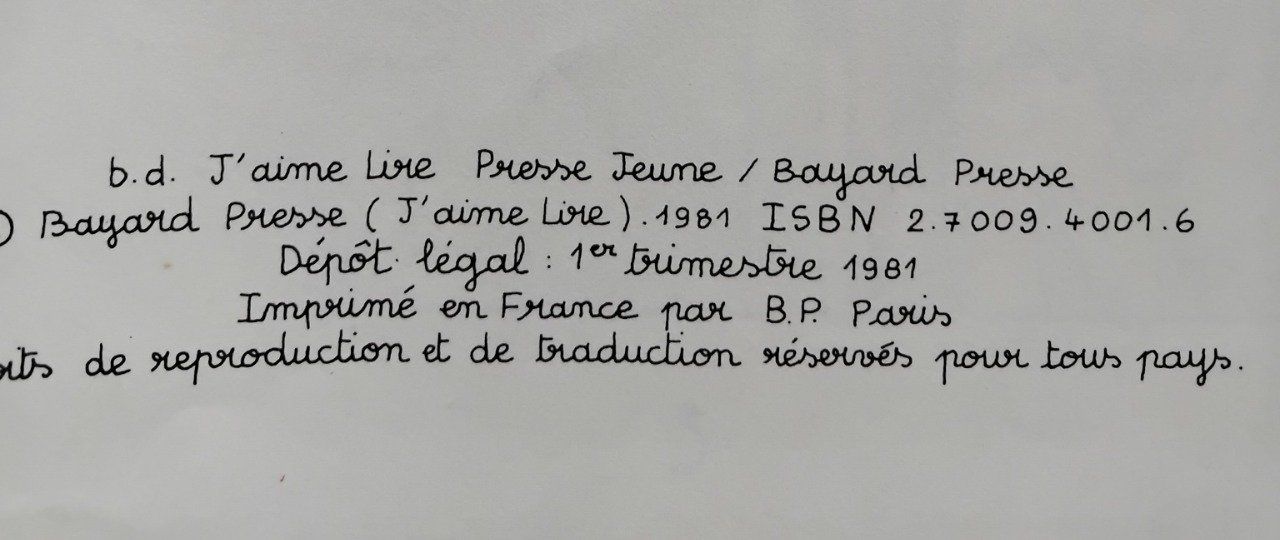 b.d. J'aime Lire Presse Jeune / Bayard Presse
Bayard Presse ( J'aime Lire ) . 1981 ISBN 2.7009.4001.6
Dépôt légal : 1er trimestre 1981
Imprimé en France par B.P. Paris
de reproduction et de traduction réservés pour tous pays.